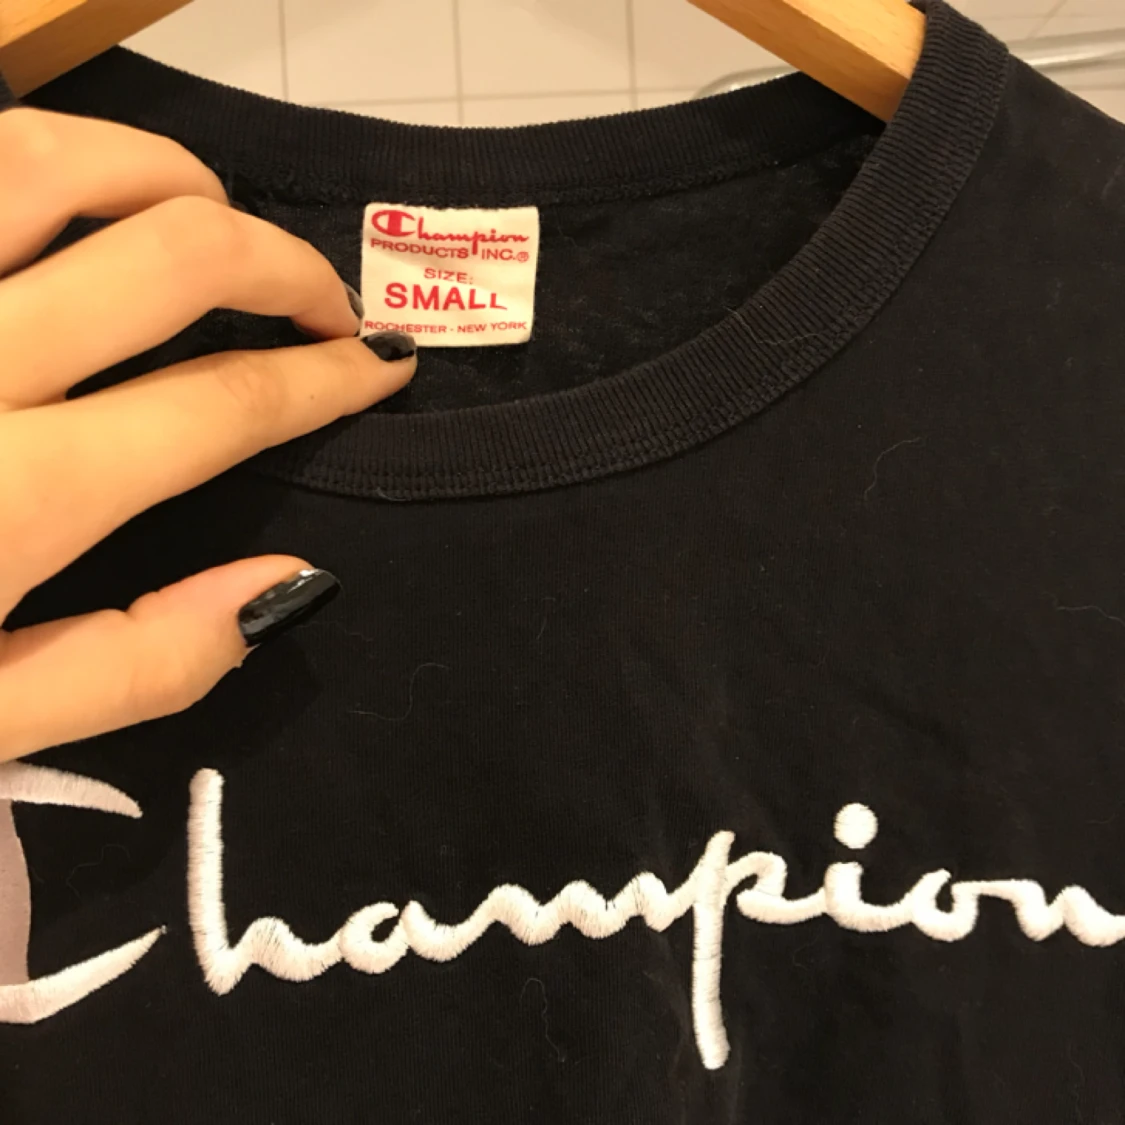 Champion
PRODUCTS INC.®
SIZE:
SMALL
ROCHESTER - NEW YORK
Champion